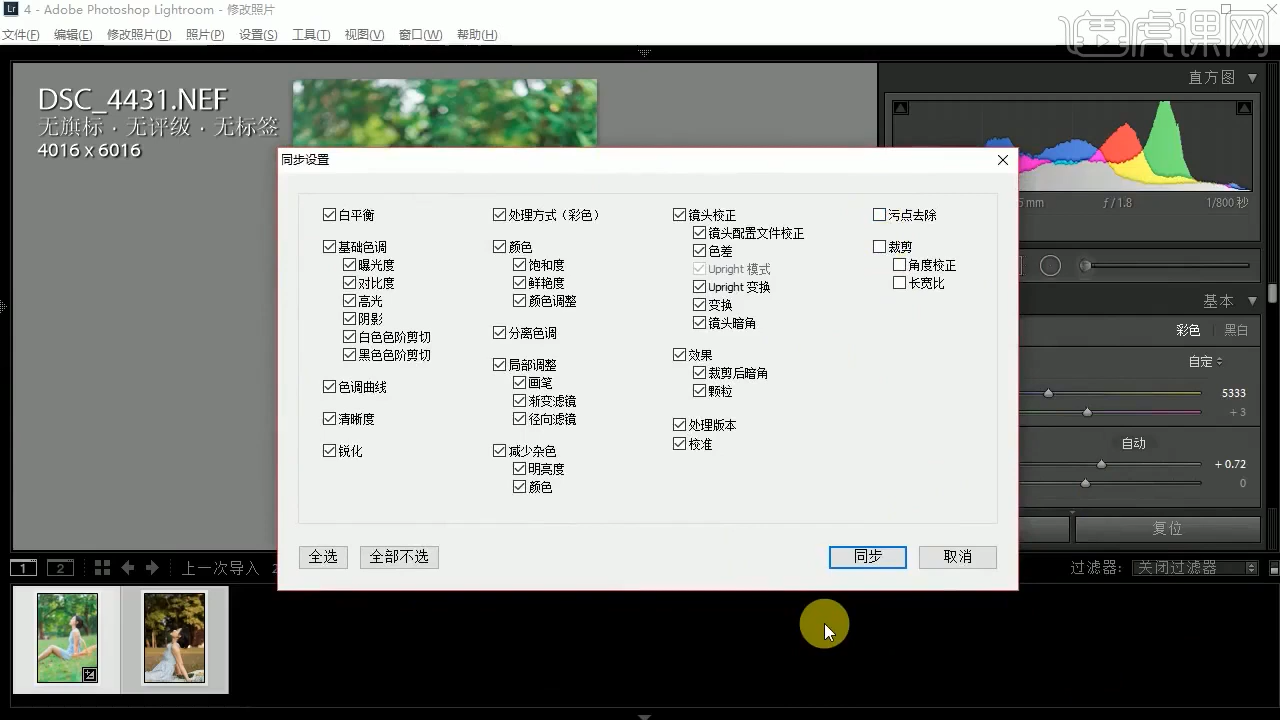 4 - Adobe Photoshop Lightroom - 修改照片
文件(F) 编辑(E) 修改照片(D) 照片(P) 设置(S) 工具(T) 视图(V) 窗口(W) 帮助(H)
虎课网
DSC_4431.NEF
无旗标 · 无评级 · 无标签
4016 x 6016
直方图
mm ƒ / 1.8 1/800 秒
同步设置
白平衡
基础色调
曝光度
对比度
高光
阴影
白色色阶剪切
黑色色阶剪切
色调曲线
清晰度
锐化
处理方式（彩色）
颜色
饱和度
鲜艳度
颜色调整
分离色调
局部调整
画笔
渐变滤镜
径向滤镜
减少杂色
明亮度
颜色
镜头校正
镜头配置文件校正
色差
Upright 模式
Upright 变换
变换
镜头暗角
效果
裁剪后暗角
颗粒
处理版本
校准
污点去除
裁剪
角度校正
长宽比
全选 全部不选 同步 取消
基本
彩色 黑白
自定
5333
+ 3
自动
+ 0.72
0
复位
1 2 上一次导入
过滤器: 关闭过滤器